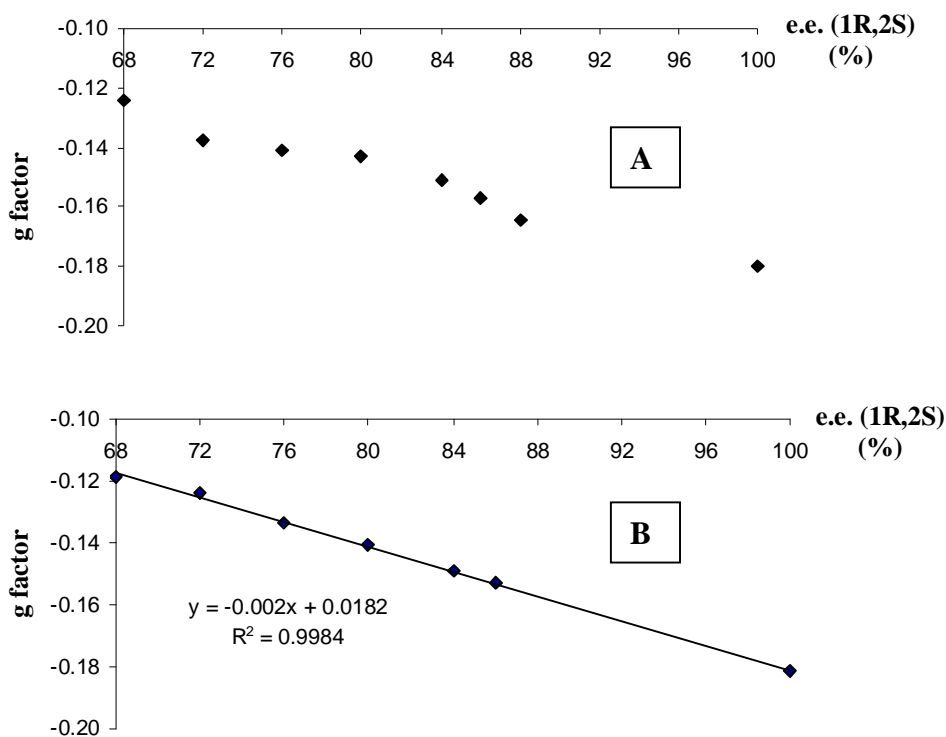 e.e. (1R,2S)
(%)
-0.10
68 72 76 80 84 88 92 96 100
-0.12
-0.14
-0.16
-0.18
-0.20
g factor
A
e.e. (1R,2S)
(%)
-0.10
68 72 76 80 84 88 92 96 100
-0.12
-0.14
-0.16
-0.18
-0.20
g factor
B
y = -0.002x + 0.0182
R² = 0.9984